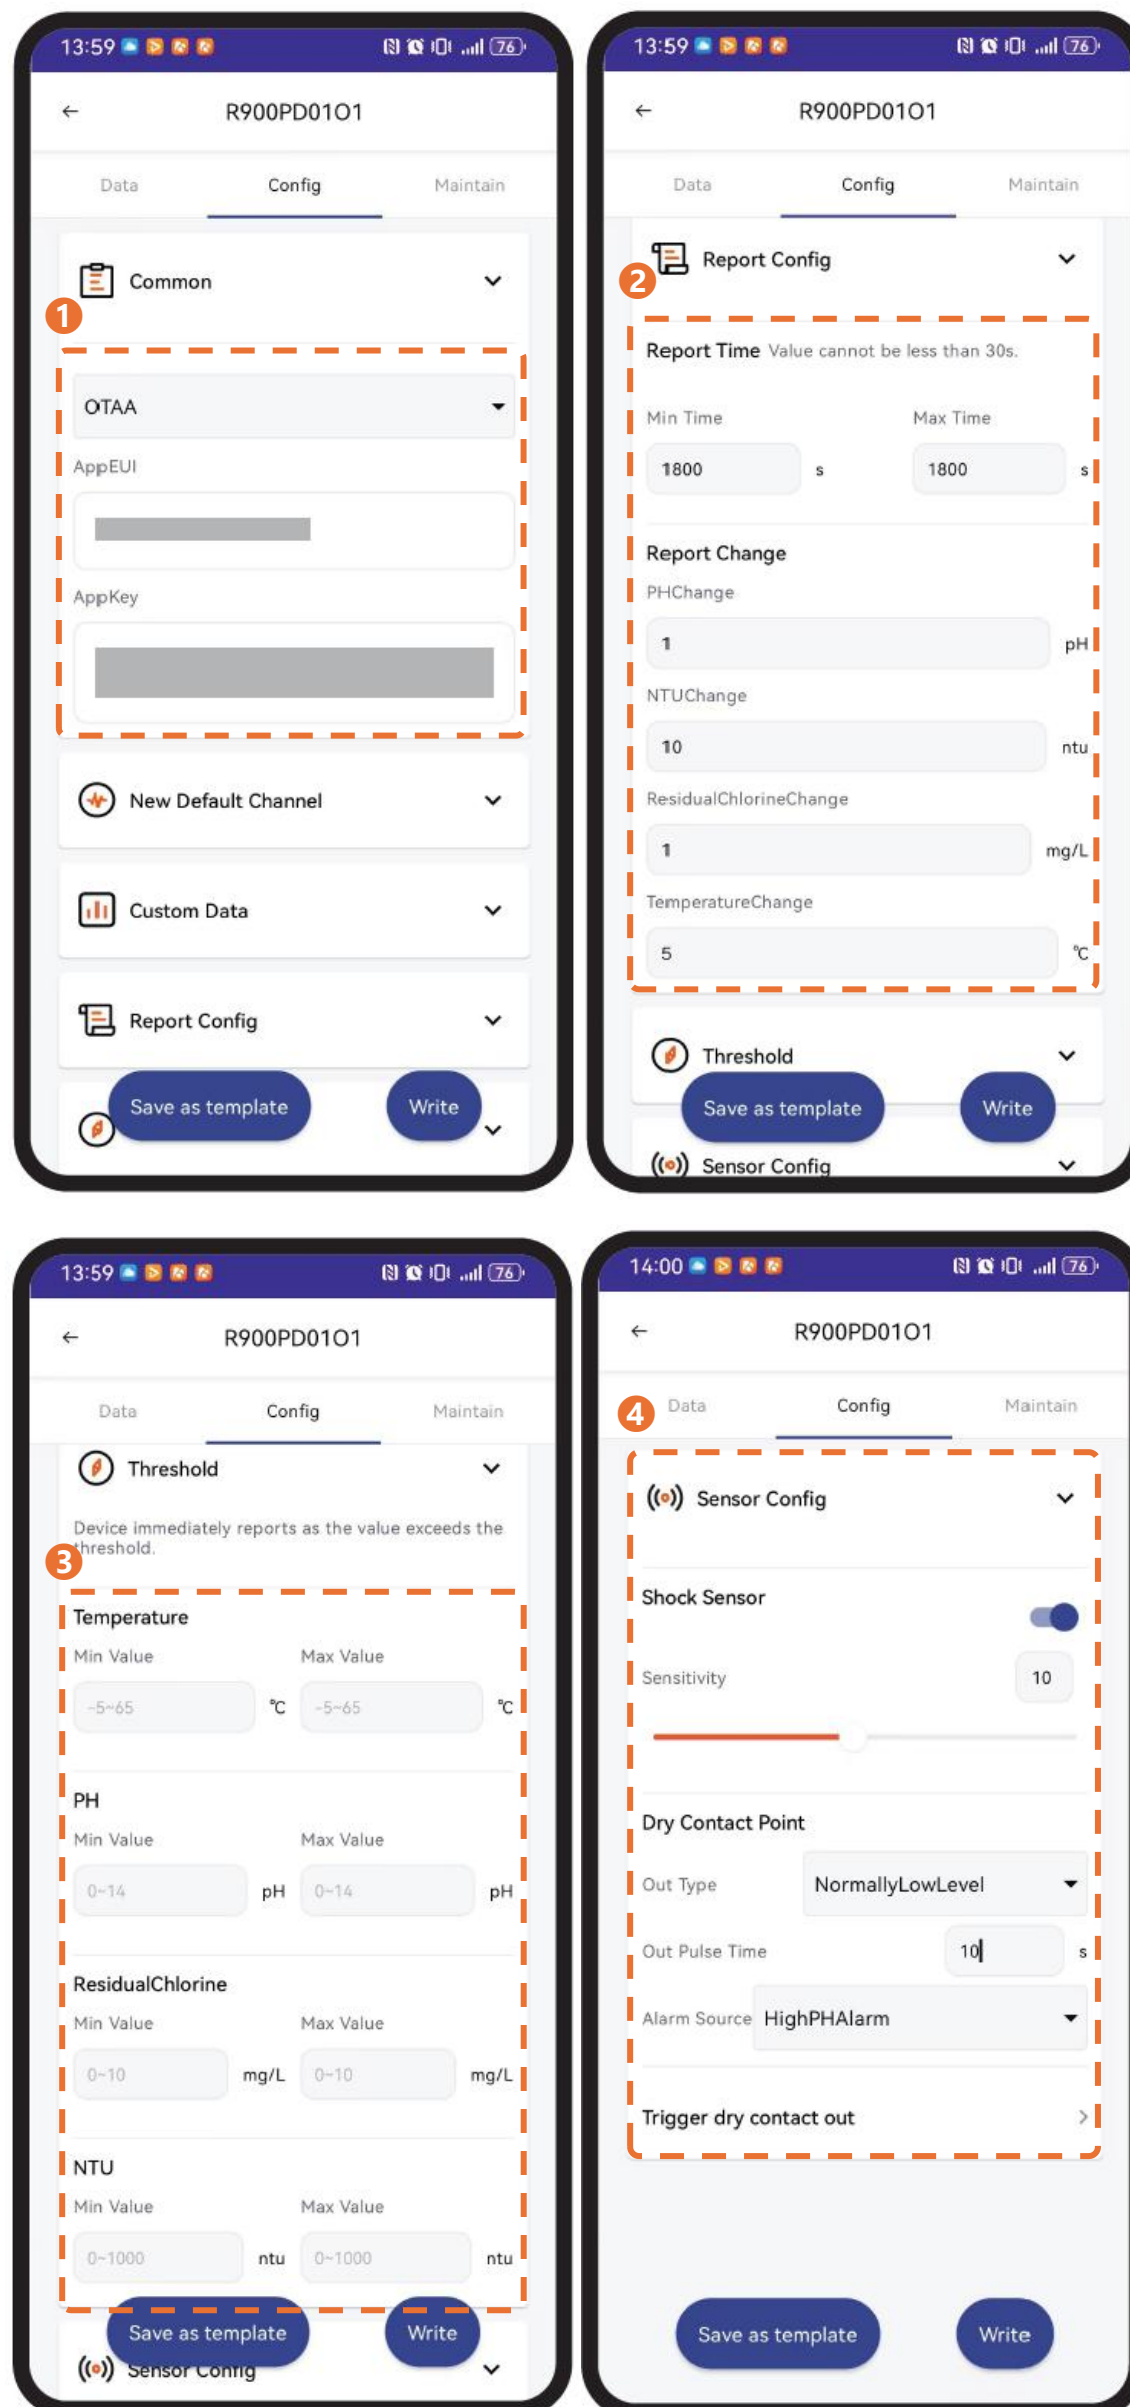 13:59
76
R900PD01O1
Data Config Maintain
Common
1
OTAA
AppEUI
AppKey
New Default Channel
Custom Data
Report Config
Save as template Write
13:59
76
R900PD01O1
Data Config Maintain
Report Config
2
Report Time Value cannot be less than 30s.
Min Time Max Time
1800 s 1800 s
Report Change
PHChange
1 pH
NTUChange
10 ntu
ResidualChlorineChange
1 mg/L
TemperatureChange
5 ℃
Threshold
Save as template Write
Sensor Config
13:59
76
R900PD01O1
Data Config Maintain
Threshold
Device immediately reports as the value exceeds the
threshold.
3
Temperature
Min Value Max Value
-5~65 ℃ -5~65 ℃
PH
Min Value Max Value
0~14 pH 0~14 pH
ResidualChlorine
Min Value Max Value
0~10 mg/L 0~10 mg/L
NTU
Min Value Max Value
0~1000 ntu 0~1000 ntu
Save as template Write
Sensor Config
14:00
76
R900PD01O1
4
Data Config Maintain
Sensor Config
Shock Sensor
Sensitivity 10
Dry Contact Point
Out Type NormallyLowLevel
Out Pulse Time 10 s
Alarm Source HighPHAlarm
Trigger dry contact out
Save as template Write